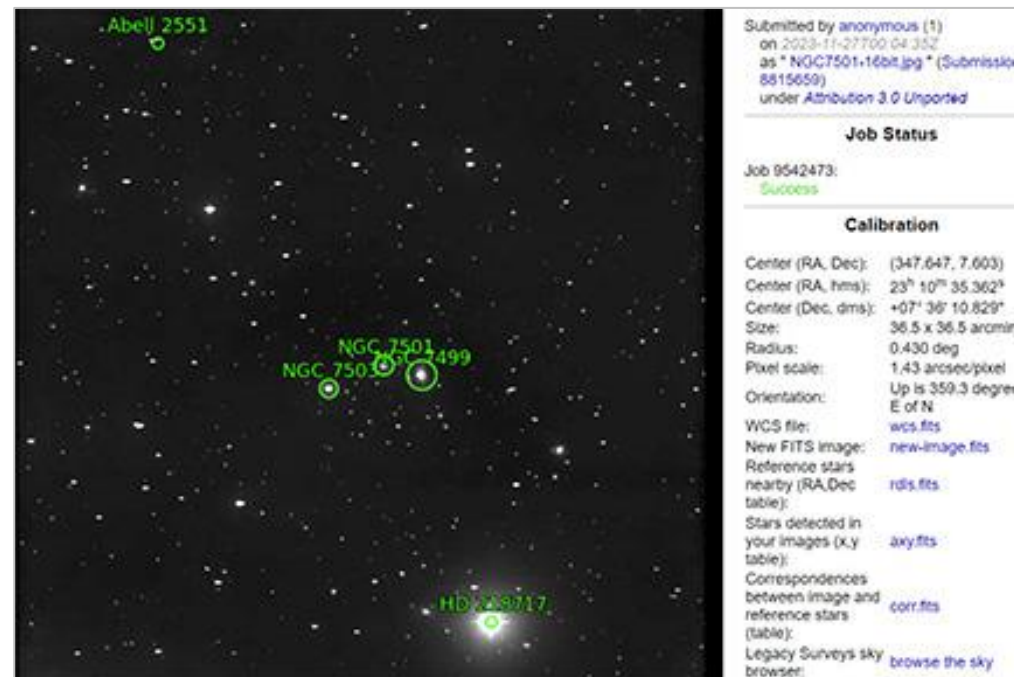 Abell 2551
NGC 7501
NGC 7499
NGC 7503
HD 218717
Submitted by anonymous (1)
on 2023-11-27T00:04:35Z
as " NGC7501-16bit.jpg " (Submission
8815659)
under Attribution 3.0 Unported
Job Status
Job 9542473:
Success
Calibration
Center (RA, Dec): (347.647, 7.603)
Center (RA, hms): 23h 10m 35.362s
Center (Dec, dms): +07° 36' 10.829"
Size: 36.5 x 36.5 arcmin
Radius: 0.430 deg
Pixel scale: 1.43 arcsec/pixel
Orientation: Up is 359.3 degree
E of N
WCS file: wcs.fits
New FITS Image: new-image.fits
Reference stars
nearby (RA,Dec
table): rdls.fits
Stars detected in
your images (x,y
table): axy.fits
Correspondences
between image and
reference stars
(table): corr.fits
Legacy Surveys sky
browser: browse the sky